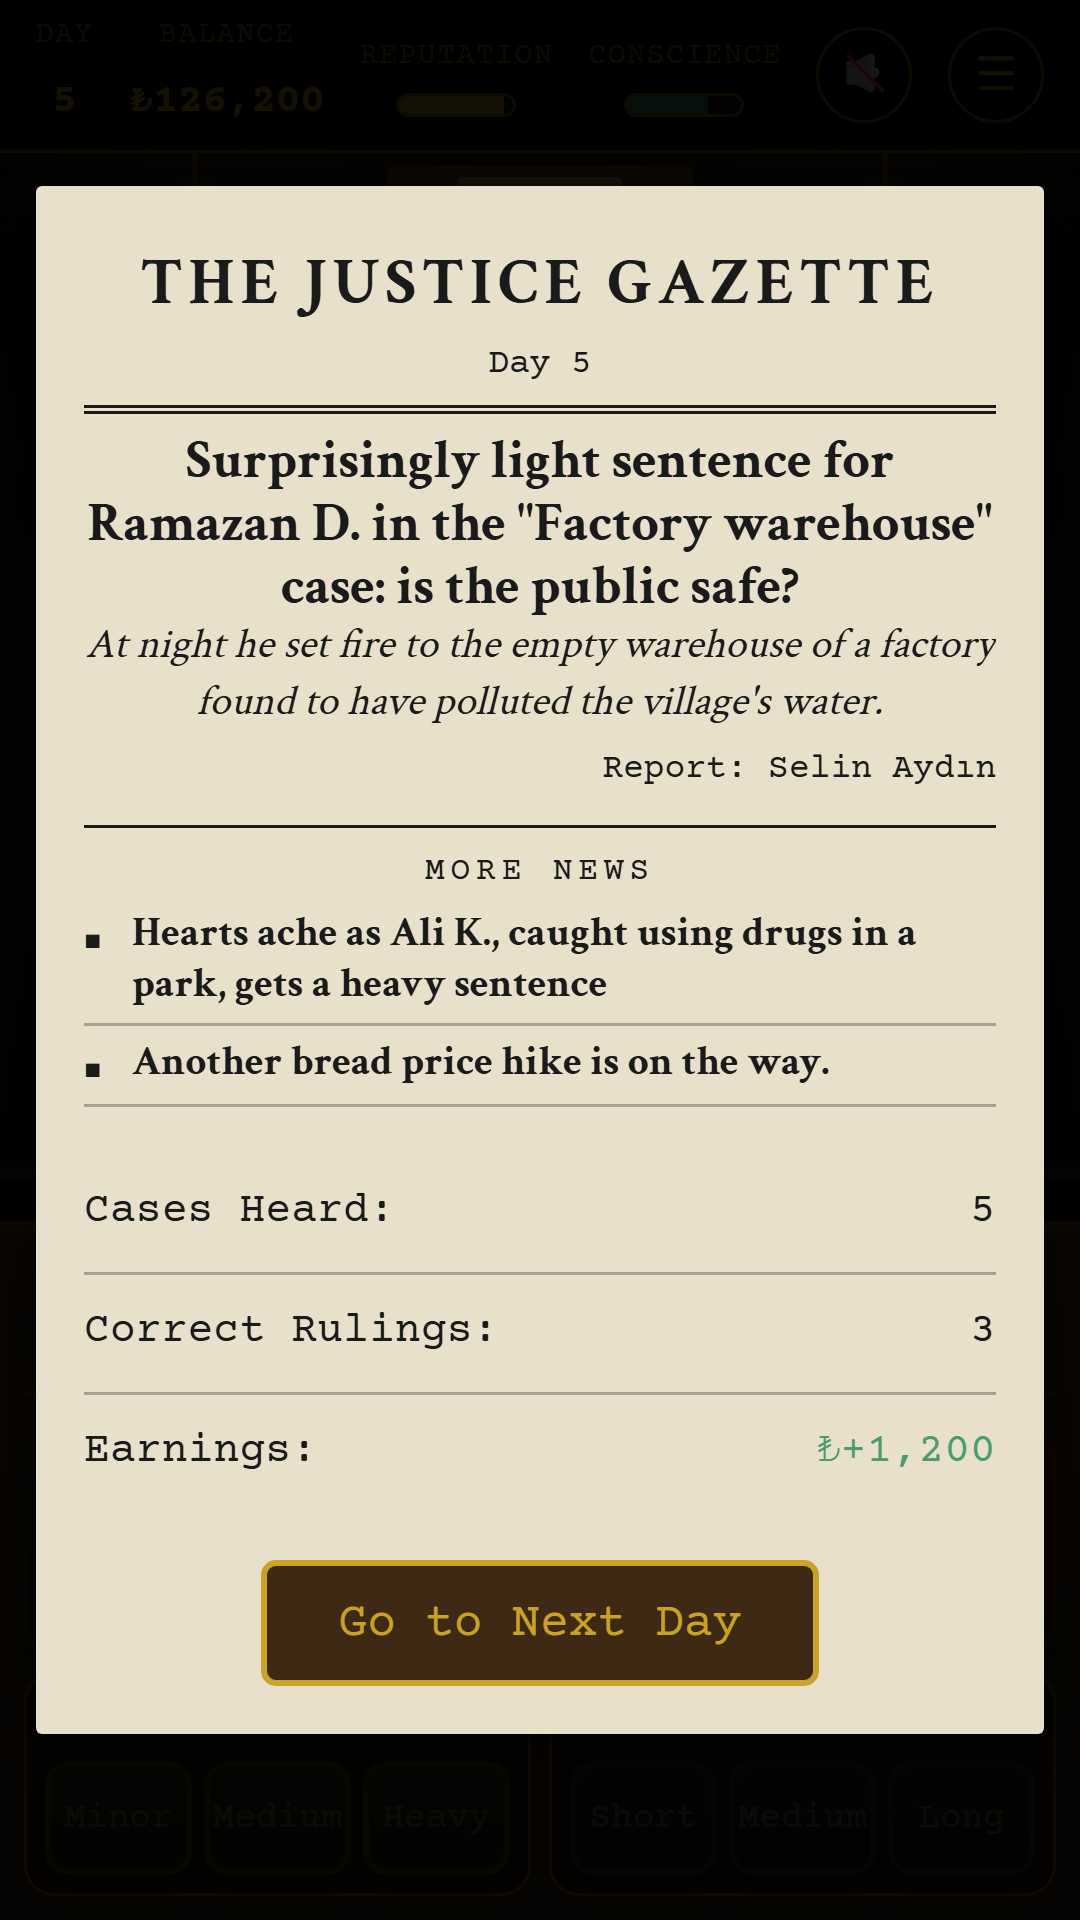 DAY
BALANCE
REPUTATION
CONSCIENCE
5
₺126,200
THE JUSTICE GAZETTE
Day 5
Surprisingly light sentence for
Ramazan D. in the "Factory warehouse"
case: is the public safe?
At night he set fire to the empty warehouse of a factory
found to have polluted the village's water.
Report: Selin Aydın
MORE NEWS
▪ Hearts ache as Ali K., caught using drugs in a
park, gets a heavy sentence
▪ Another bread price hike is on the way.
Cases Heard: 5
Correct Rulings: 3
Earnings: ₺+1,200
Go to Next Day
Minor Medium Heavy Short Medium Long